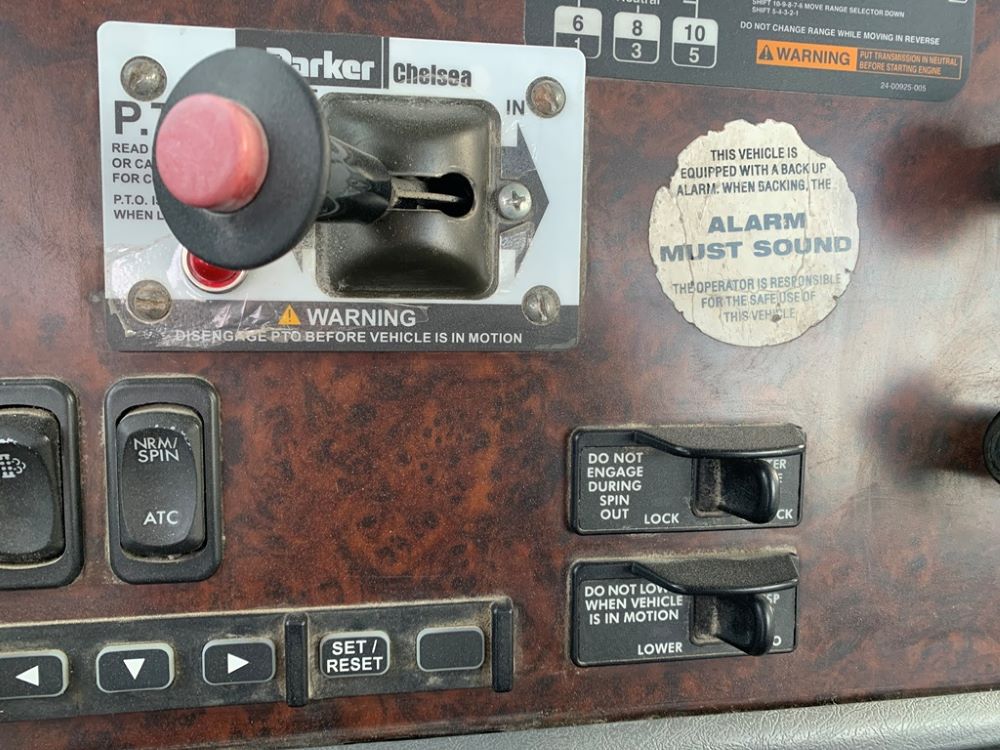 Parker Chelsea
IN
READ
FOR
P.T.O.
WARNING
DISENGAGE PTO BEFORE VEHICLE IS IN MOTION
SHIFT 10-9-8-7-6 MOVE RANGE SELECTOR DOWN
SHIFT 5-4-3-2-1
Neutral
6 8 10
1 3 5
DO NOT CHANGE RANGE WHILE MOVING IN REVERSE
WARNING PUT TRANSMISSION IN NEUTRAL
BEFORE STARTING ENGINE
24-00925-005
THIS VEHICLE IS
EQUIPPED WITH A BACK UP
ALARM. WHEN BACKING, THE
ALARM
MUST SOUND
THE OPERATOR IS RESPONSIBLE
FOR THE SAFE USE OF
THIS VEHICLE
NRM/
SPIN
ATC
DO NOT
ENGAGE
DURING
SPIN
OUT
LOCK
DO NOT
WHEN VEHICLE
IS IN MOTION
LOWER
SET /
RESET